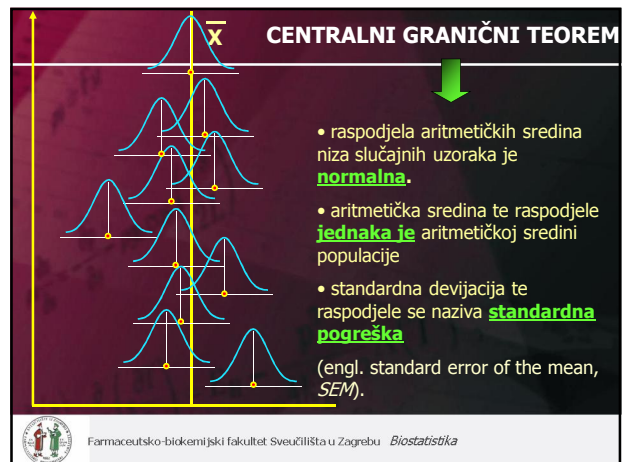 x̄
CENTRALNI GRANIČNI TEOREM
• raspodjela aritmetičkih sredina
niza slučajnih uzoraka je
normalna.
• aritmetička sredina te raspodjele
jednaka je aritmetičkoj sredini
populacije
• standardna devijacija te
raspodjele se naziva standardna
pogreška
(engl. standard error of the mean,
SEM).
Farmaceutsko-biokemijski fakultet Sveučilišta u Zagrebu Biostatistika